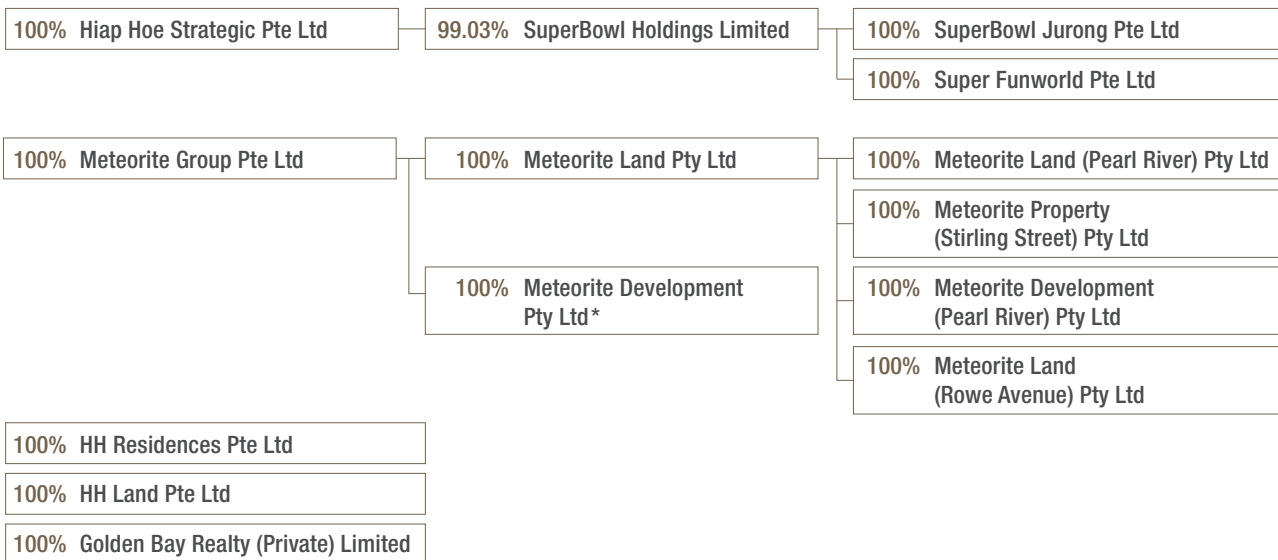 100% Hiap Hoe Strategic Pte Ltd
99.03% SuperBowl Holdings Limited
100% SuperBowl Jurong Pte Ltd
100% Super Funworld Pte Ltd
100% Meteorite Group Pte Ltd
100% Meteorite Land Pty Ltd
100% Meteorite Land (Pearl River) Pty Ltd
100% Meteorite Property
(Stirling Street) Pty Ltd
100% Meteorite Development
Pty Ltd*
100% Meteorite Development
(Pearl River) Pty Ltd
100% Meteorite Land
(Rowe Avenue) Pty Ltd
100% HH Residences Pte Ltd
100% HH Land Pte Ltd
100% Golden Bay Realty (Private) Limited